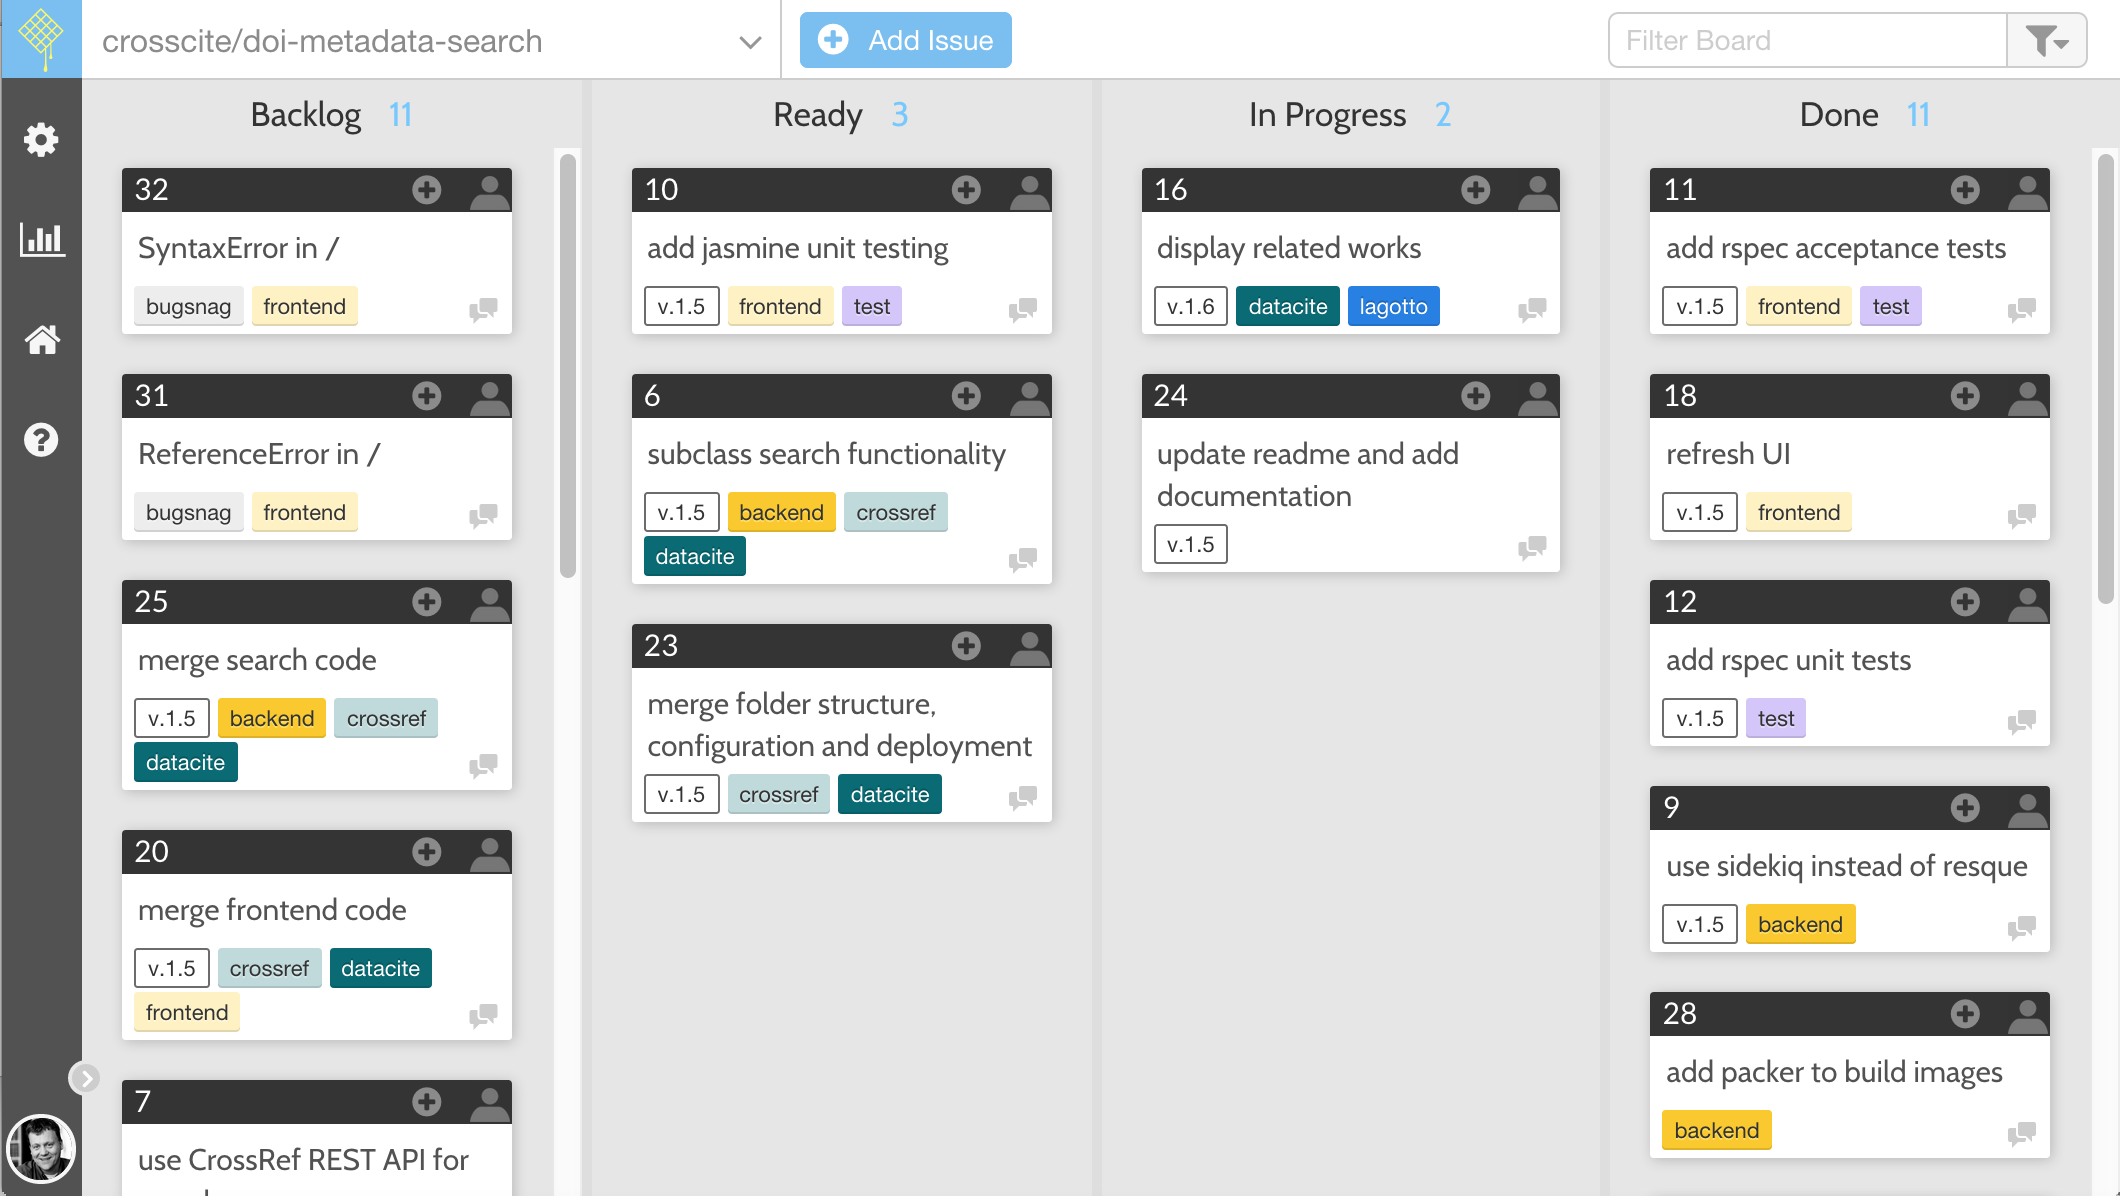 crosscite/doi-metadata-search
Add Issue
Filter Board
Backlog 11
32
SyntaxError in /
bugsnag frontend
31
ReferenceError in /
bugsnag frontend
25
merge search code
v.1.5 backend crossref
datacite
20
merge frontend code
v.1.5 crossref datacite
frontend
7
use CrossRef REST API for
Ready 3
10
add jasmine unit testing
v.1.5 frontend test
6
subclass search functionality
v.1.5 backend crossref
datacite
23
merge folder structure,
configuration and deployment
v.1.5 crossref datacite
In Progress 2
16
display related works
v.1.6 datacite lagotto
24
update readme and add
documentation
v.1.5
Done 11
11
add rspec acceptance tests
v.1.5 frontend test
18
refresh UI
v.1.5 frontend
12
add rspec unit tests
v.1.5 test
9
use sidekiq instead of resque
v.1.5 backend
28
add packer to build images
backend